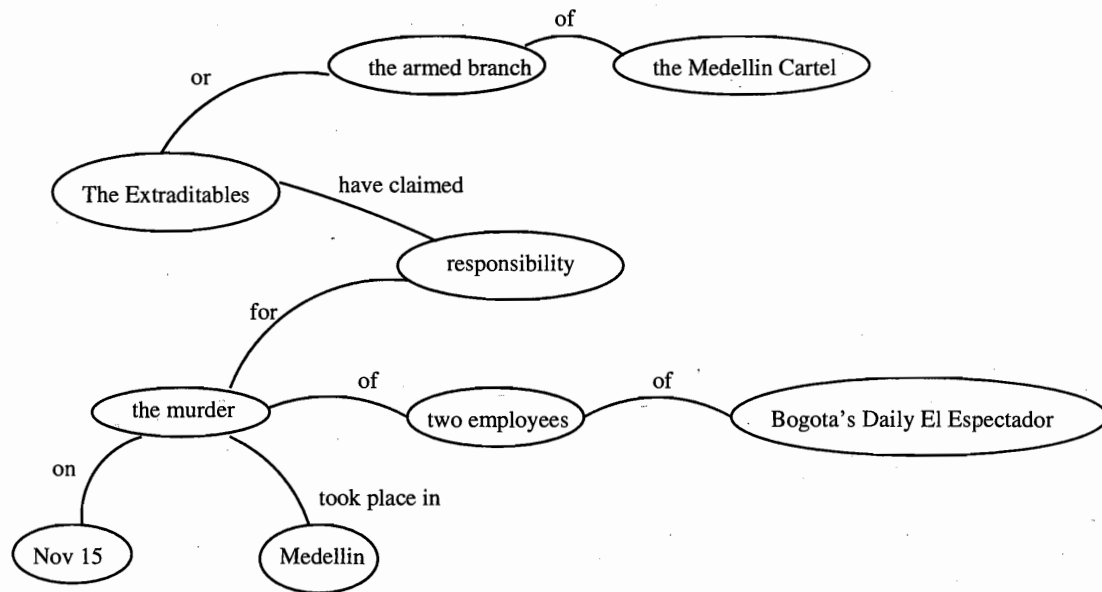 of
the armed branch
the Medellin Cartel
or
The Extraditables
have claimed
responsibility
for
of
of
the murder
two employees
Bogota's Daily El Espectador
on
took place in
Nov 15
Medellin